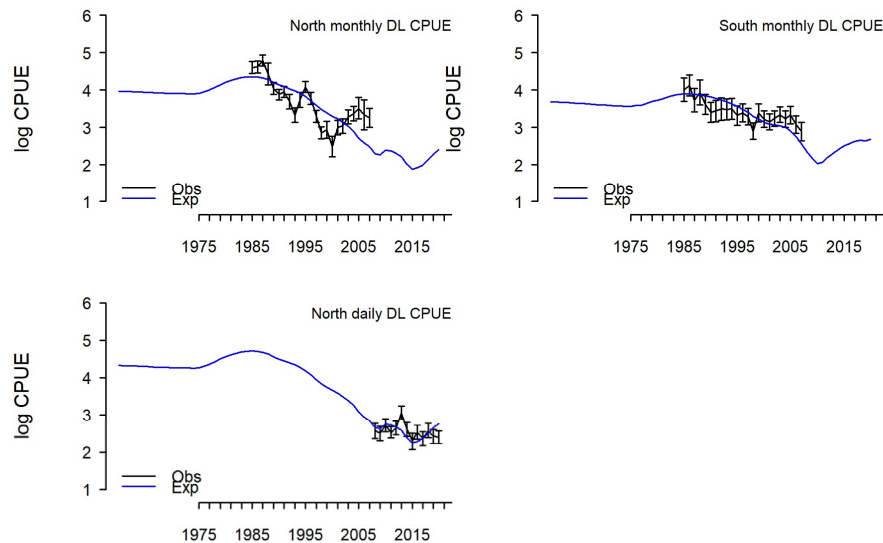 North monthly DL CPUE
6
5
4
3
2
1
log CPUE
Obs
Exp
1975 1985 1995 2005 2015
South monthly DL CPUE
6
5
4
3
2
1
log CPUE
Obs
Exp
1975 1985 1995 2005 2015
North daily DL CPUE
6
5
4
3
2
1
log CPUE
Obs
Exp
1975 1985 1995 2005 2015